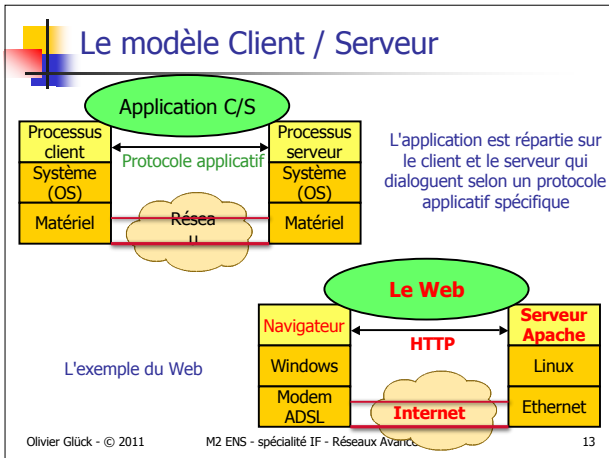 Le modèle Client / Serveur
Application C/S
Processus
client
Système
(OS)
Matériel
Protocole applicatif
Résea
u
Processus
serveur
Système
(OS)
Matériel
L'application est répartie sur
le client et le serveur qui
dialoguent selon un protocole
applicatif spécifique
L'exemple du Web
Le Web
Navigateur
Windows
Modem
ADSL
HTTP
Internet
Serveur
Apache
Linux
Ethernet
Olivier Glück - © 2011 M2 ENS - spécialité IF - Réseaux Avancé 13